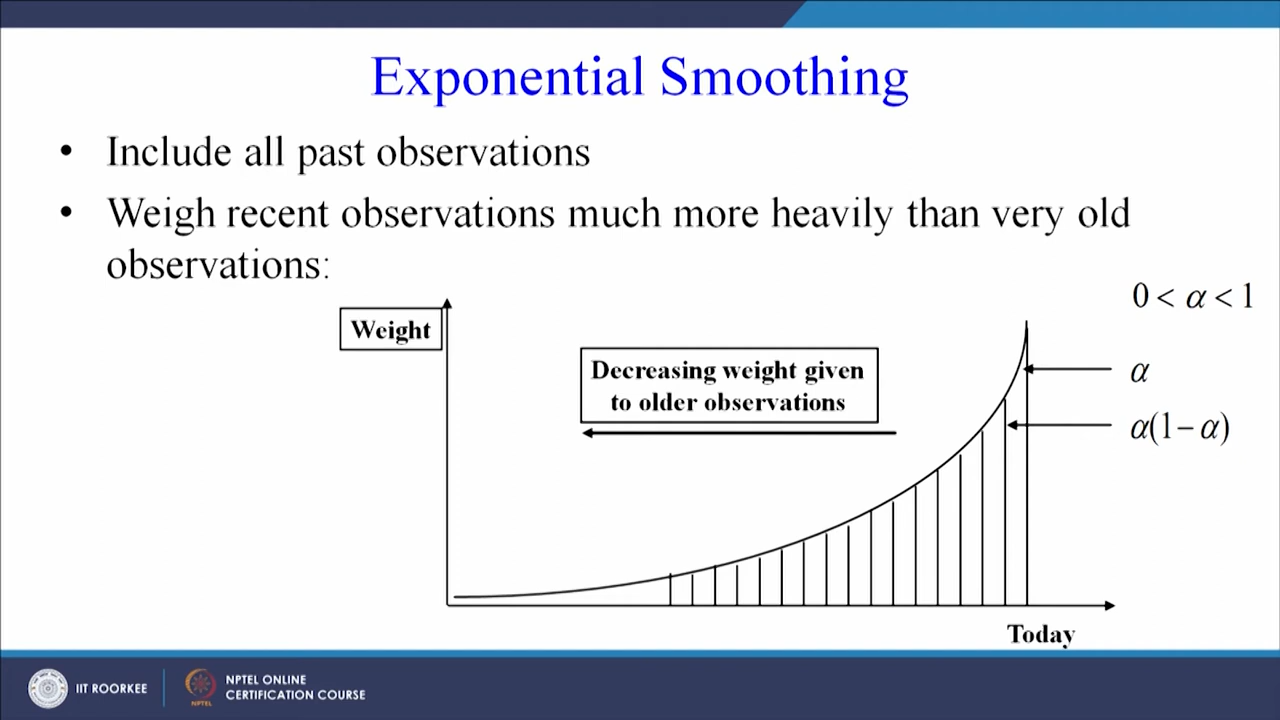 Exponential Smoothing
• Include all past observations
• Weigh recent observations much more heavily than very old
observations:
0 < α < 1
Weight
Decreasing weight given
to older observations
α
α(1−α)
Today
IIT ROORKEE
NPTEL ONLINE
CERTIFICATION COURSE
NPTEL